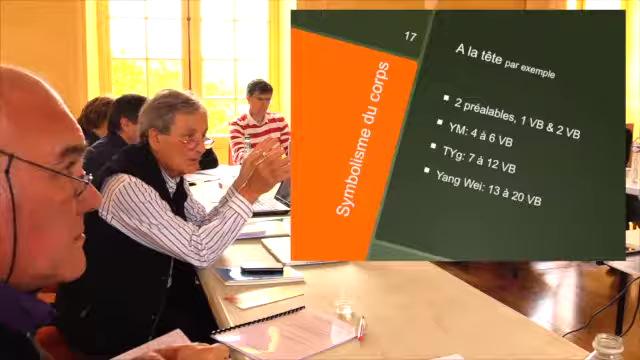 17
Symbolisme du corps
A la tête par exemple
2 préalables, 1 VB & 2 VB
YM: 4 à 6 VB
TYg: 7 à 12 VB
Yang Wei: 13 à 20 VB